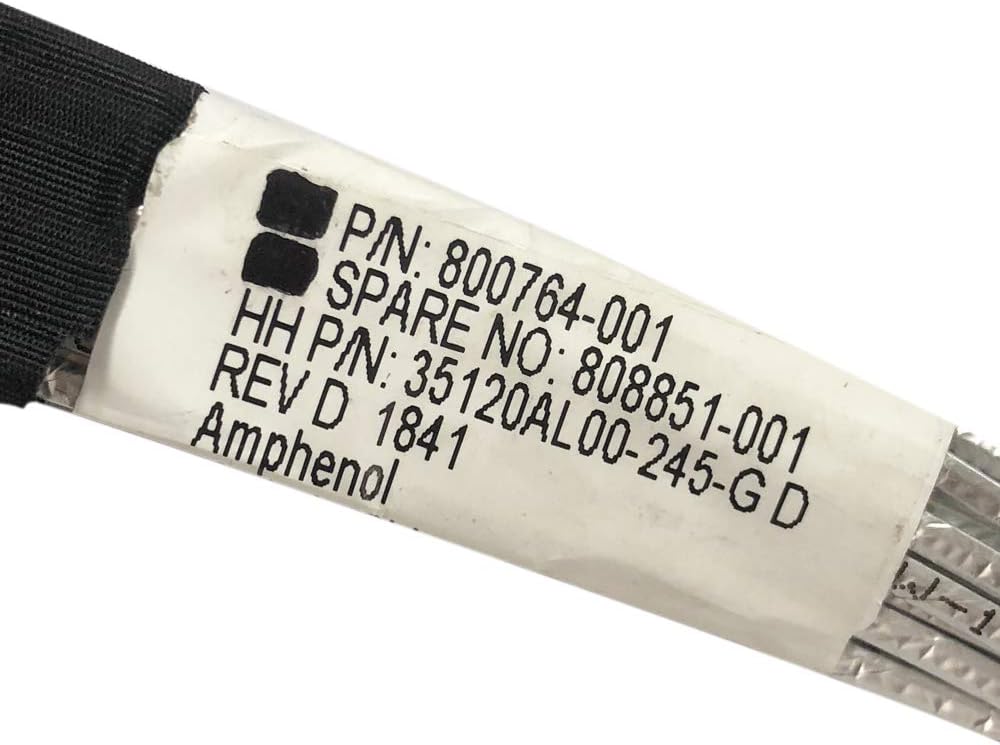 P/N: 800764-001
SPARE NO: 808851-001
HH P/N: 35120AL00-245-G D
REV D 1841
Amphenol